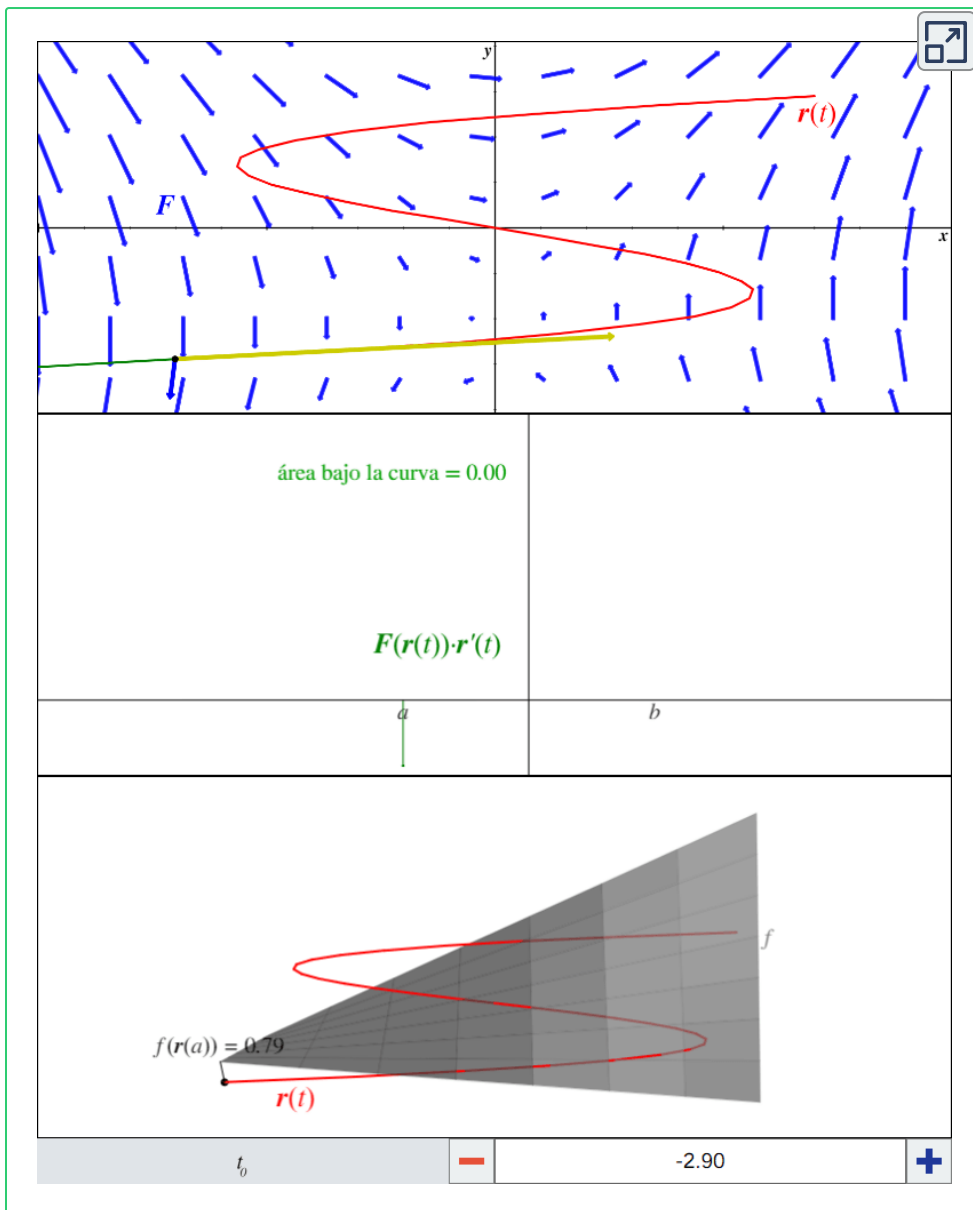 y
r(t)
F
x
área bajo la curva = 0.00
F(r(t))·r'(t)
a
b
f
f(r(a)) = 0.79
r(t)
t₀
-2.90